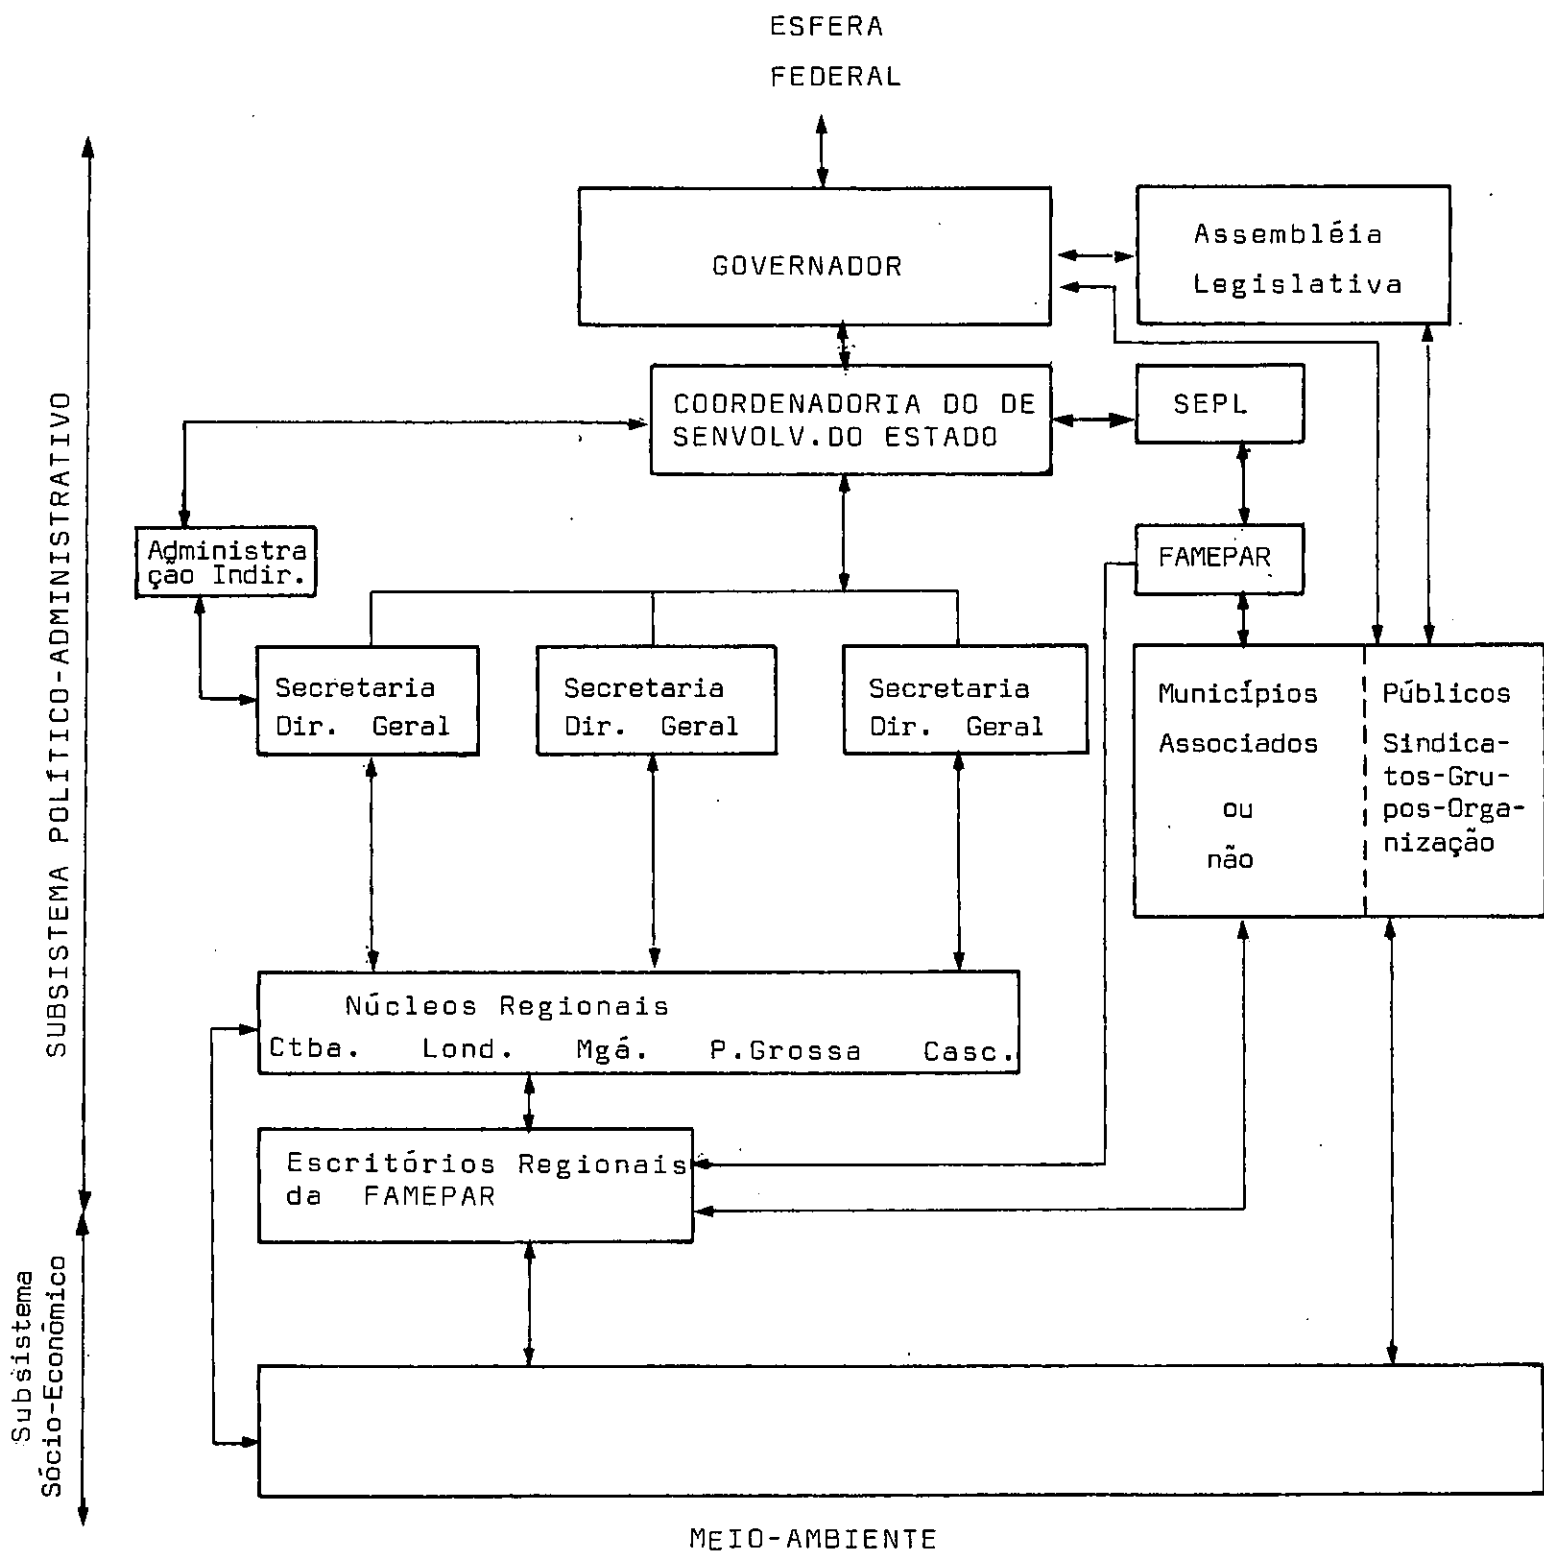 ESFERA
FEDERAL
GOVERNADOR
Assembléia
Legislativa
COORDENADORIA DO DE
SENVOLV.DO ESTADO
SEPL
Administra
ção Indir.
FAMEPAR
Secretaria
Dir. Geral
Secretaria
Dir. Geral
Secretaria
Dir. Geral
Municípios
Associados
ou
não
Públicos
Sindica-
tos-Gru-
pos-Orga-
nização
Núcleos Regionais
Ctba. Lond. Mgá. P.Grossa Casc.
Escritórios Regionais
da FAMEPAR
SUBSISTEMA POLÍTICO-ADMINISTRATIVO
Subsistema
Sócio-Econômico
MEIO-AMBIENTE